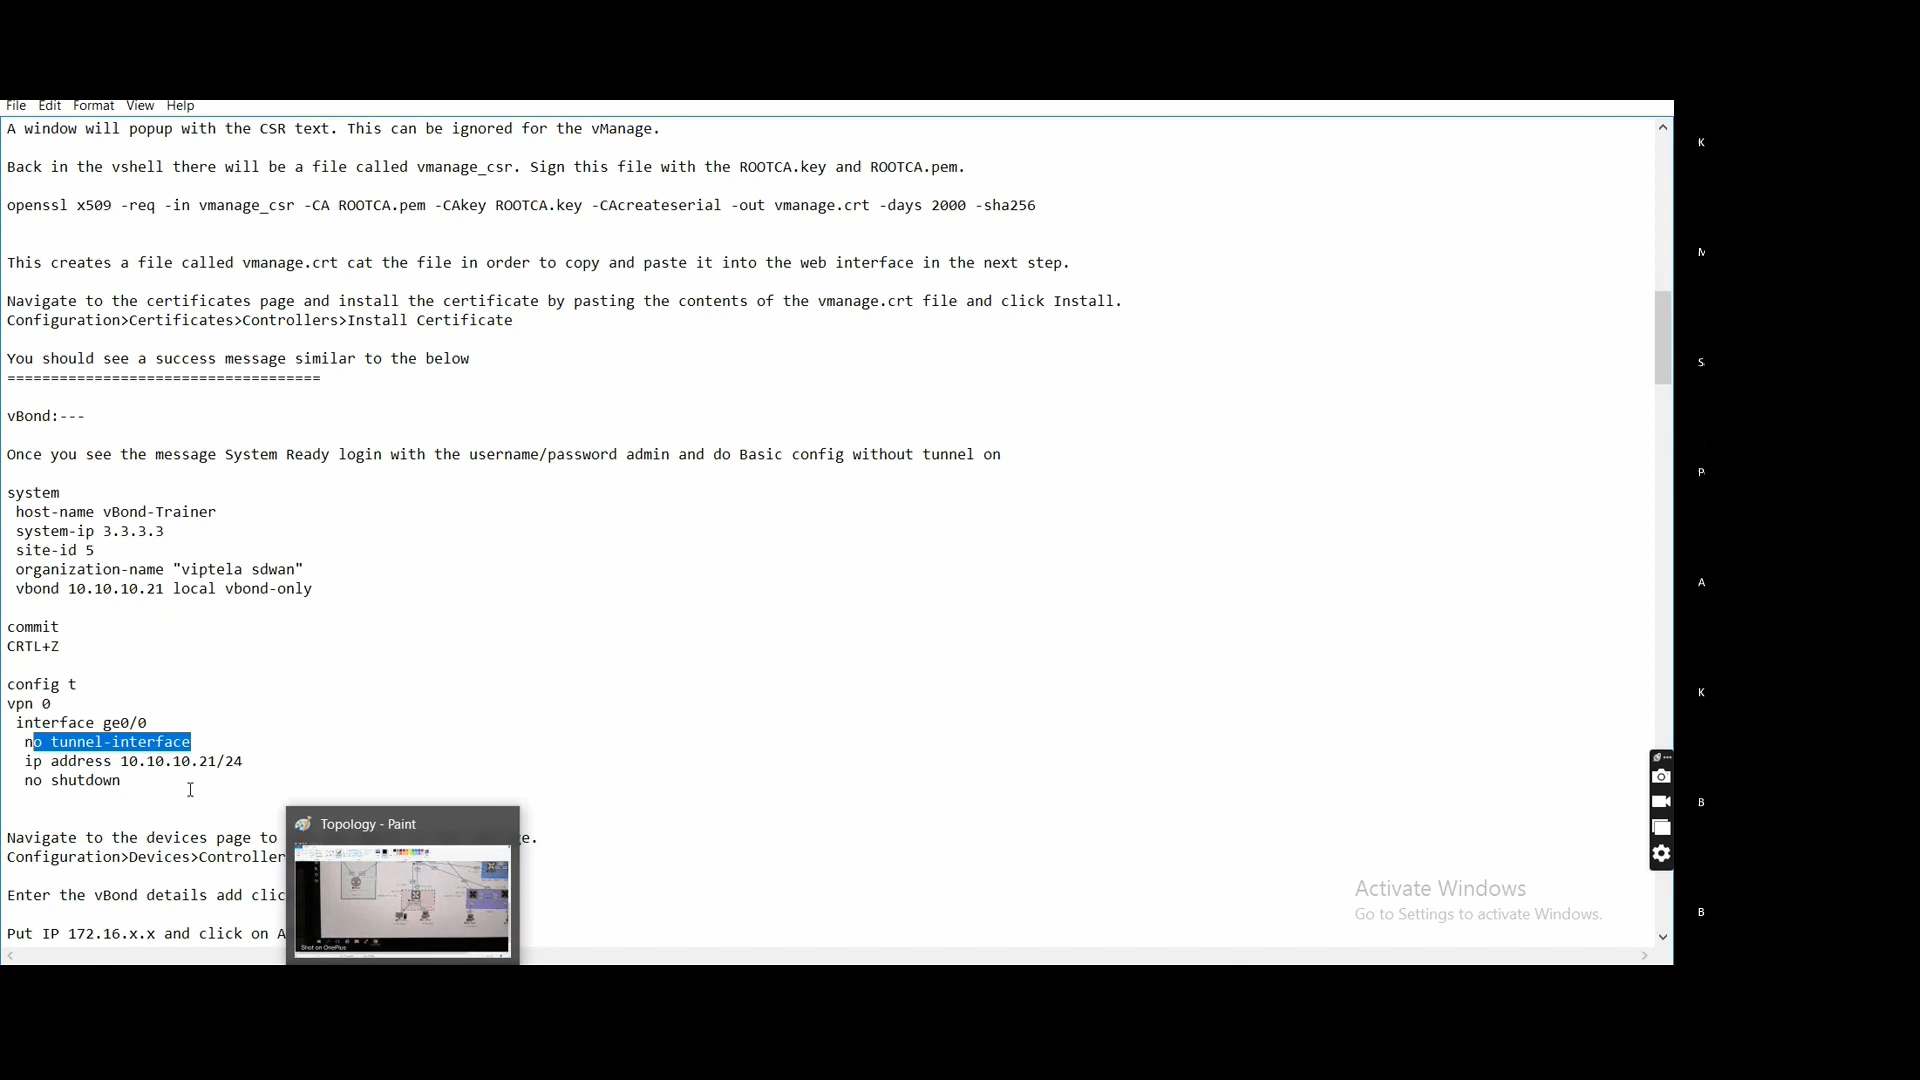 File Edit Format View Help
A window will popup with the CSR text. This can be ignored for the vManage.
Back in the vshell there will be a file called vmanage_csr. Sign this file with the ROOTCA.key and ROOTCA.pem.
openssl x509 -req -in vmanage_csr -CA ROOTCA.pem -CAkey ROOTCA.key -CAcreateserial -out vmanage.crt -days 2000 -sha256
This creates a file called vmanage.crt cat the file in order to copy and paste it into the web interface in the next step.
Navigate to the certificates page and install the certificate by pasting the contents of the vmanage.crt file and click Install.
Configuration>Certificates>Controllers>Install Certificate
You should see a success message similar to the below
====================================
vBond:---
Once you see the message System Ready login with the username/password admin and do Basic config without tunnel on
system
host-name vBond-Trainer
system-ip 3.3.3.3
site-id 5
organization-name "viptela sdwan"
vbond 10.10.10.21 local vbond-only
commit
CRTL+Z
config t
vpn 0
interface ge0/0
no tunnel-interface
ip address 10.10.10.21/24
no shutdown
Navigate to the devices page to
e.
Configuration>Devices>Controller
Enter the vBond details add clic
Put IP 172.16.x.x and click on A
Topology - Paint
Shot on OnePlus
Activate Windows
Go to Settings to activate Windows.
K
S
P
A
K
B
B